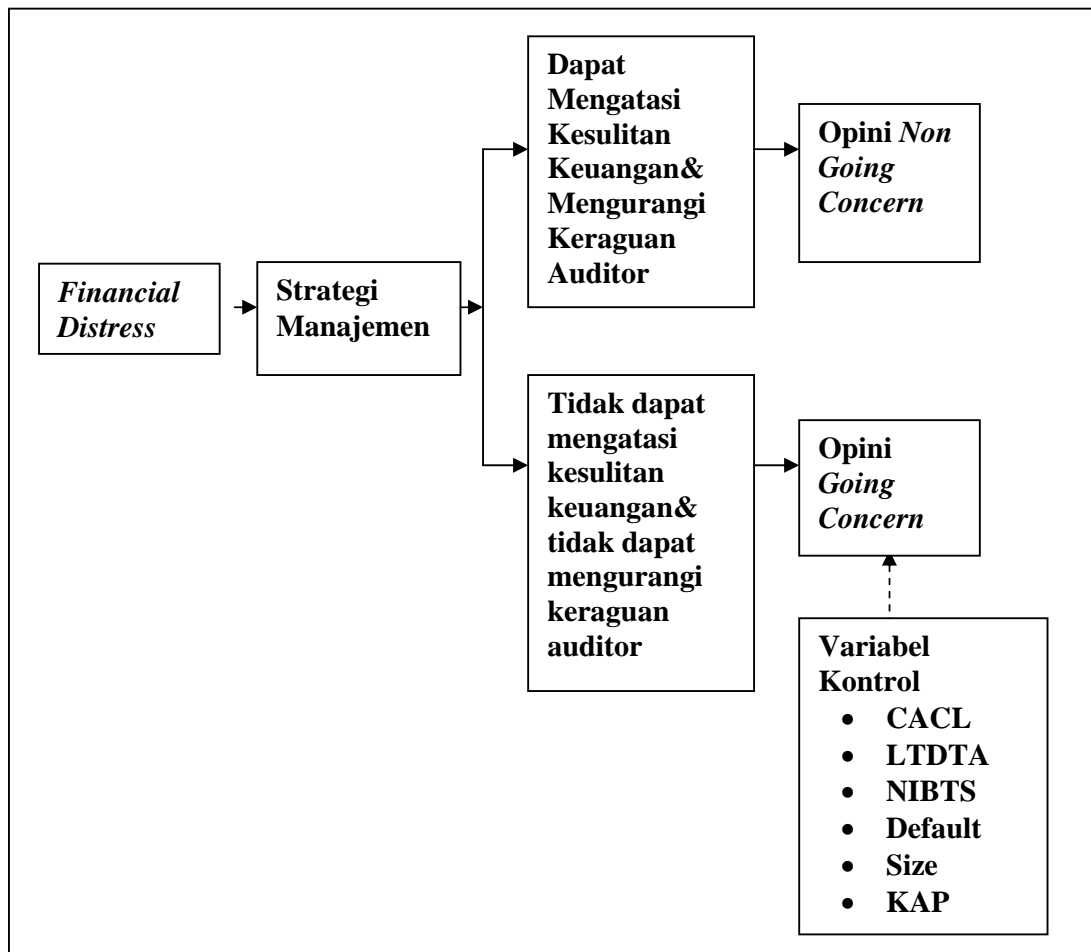 Financial
Distress
Strategi
Manajemen
Dapat
Mengatasi
Kesulitan
Keuangan&
Mengurangi
Keraguan
Auditor
Opini Non
Going
Concern
Tidak dapat
mengatasi
kesulitan
keuangan&
tidak dapat
mengurangi
keraguan
auditor
Opini
Going
Concern
Variabel
Kontrol
• CACL
• LTDTA
• NIBTS
• Default
• Size
• KAP